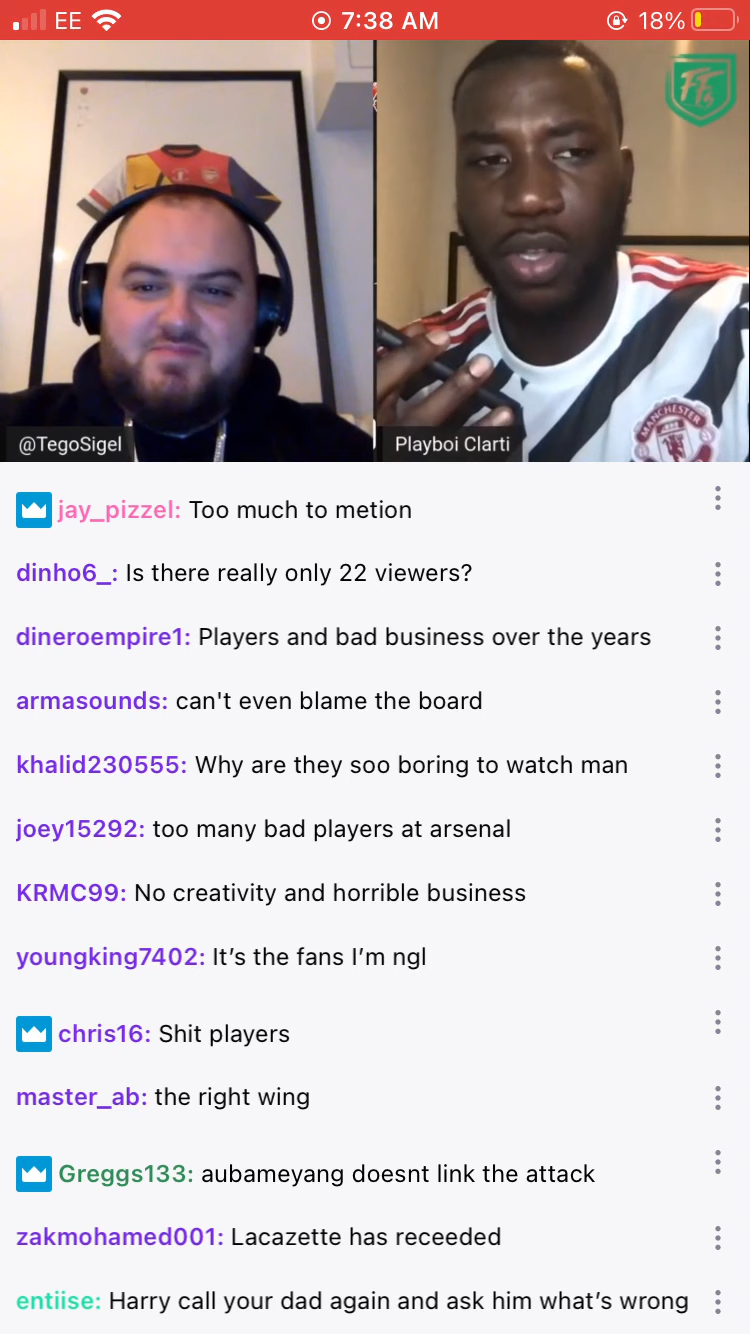 EE 7:38 AM 18%
FFs
@TegoSigel
Playboi Clarti
MANCHESTER
jay_pizzel: Too much to metion
dinho6_: Is there really only 22 viewers?
dineroempire1: Players and bad business over the years
armasounds: can't even blame the board
khalid230555: Why are they soo boring to watch man
joey15292: too many bad players at arsenal
KRMC99: No creativity and horrible business
youngking7402: It’s the fans I’m ngl
chris16: Shit players
master_ab: the right wing
Greggs133: aubameyang doesnt link the attack
zakmohamed001: Lacazette has receeded
entiise: Harry call your dad again and ask him what’s wrong